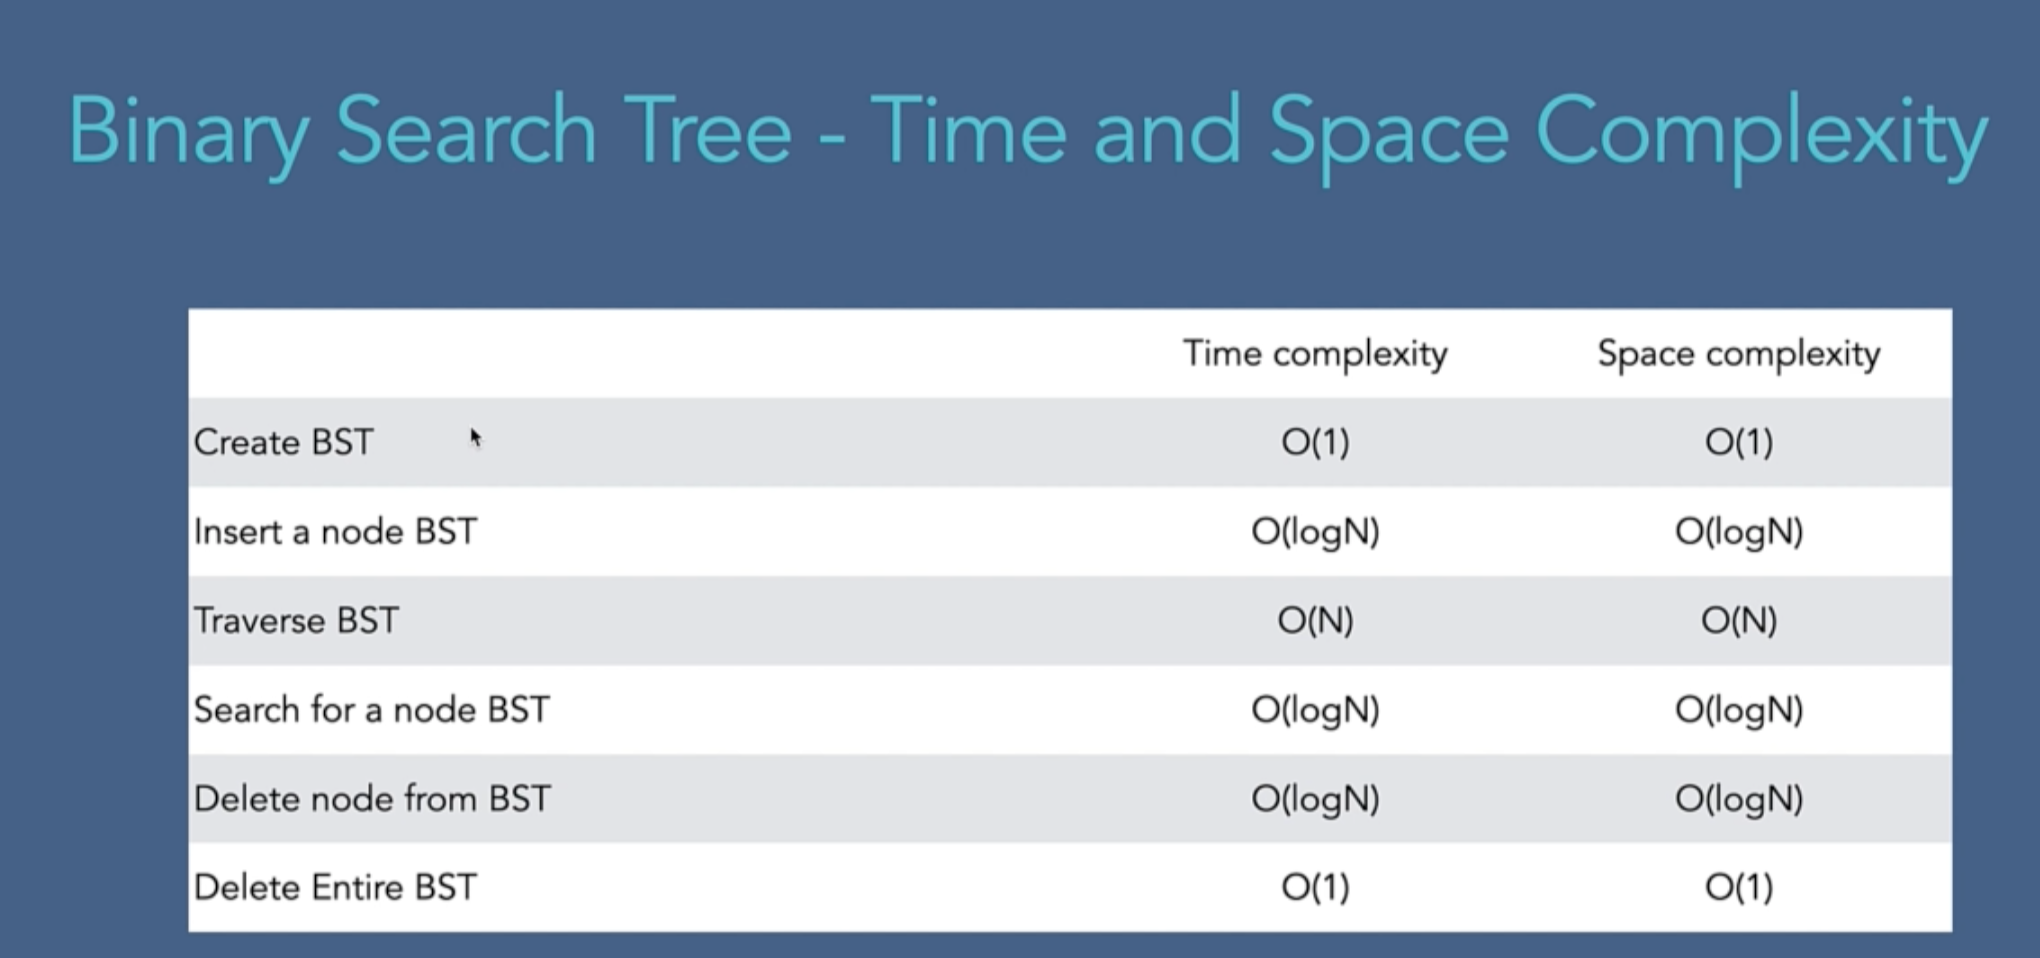 Binary Search Tree - Time and Space Complexity
Time complexity Space complexity
Create BST O(1) O(1)
Insert a node BST O(logN) O(logN)
Traverse BST O(N) O(N)
Search for a node BST O(logN) O(logN)
Delete node from BST O(logN) O(logN)
Delete Entire BST O(1) O(1)